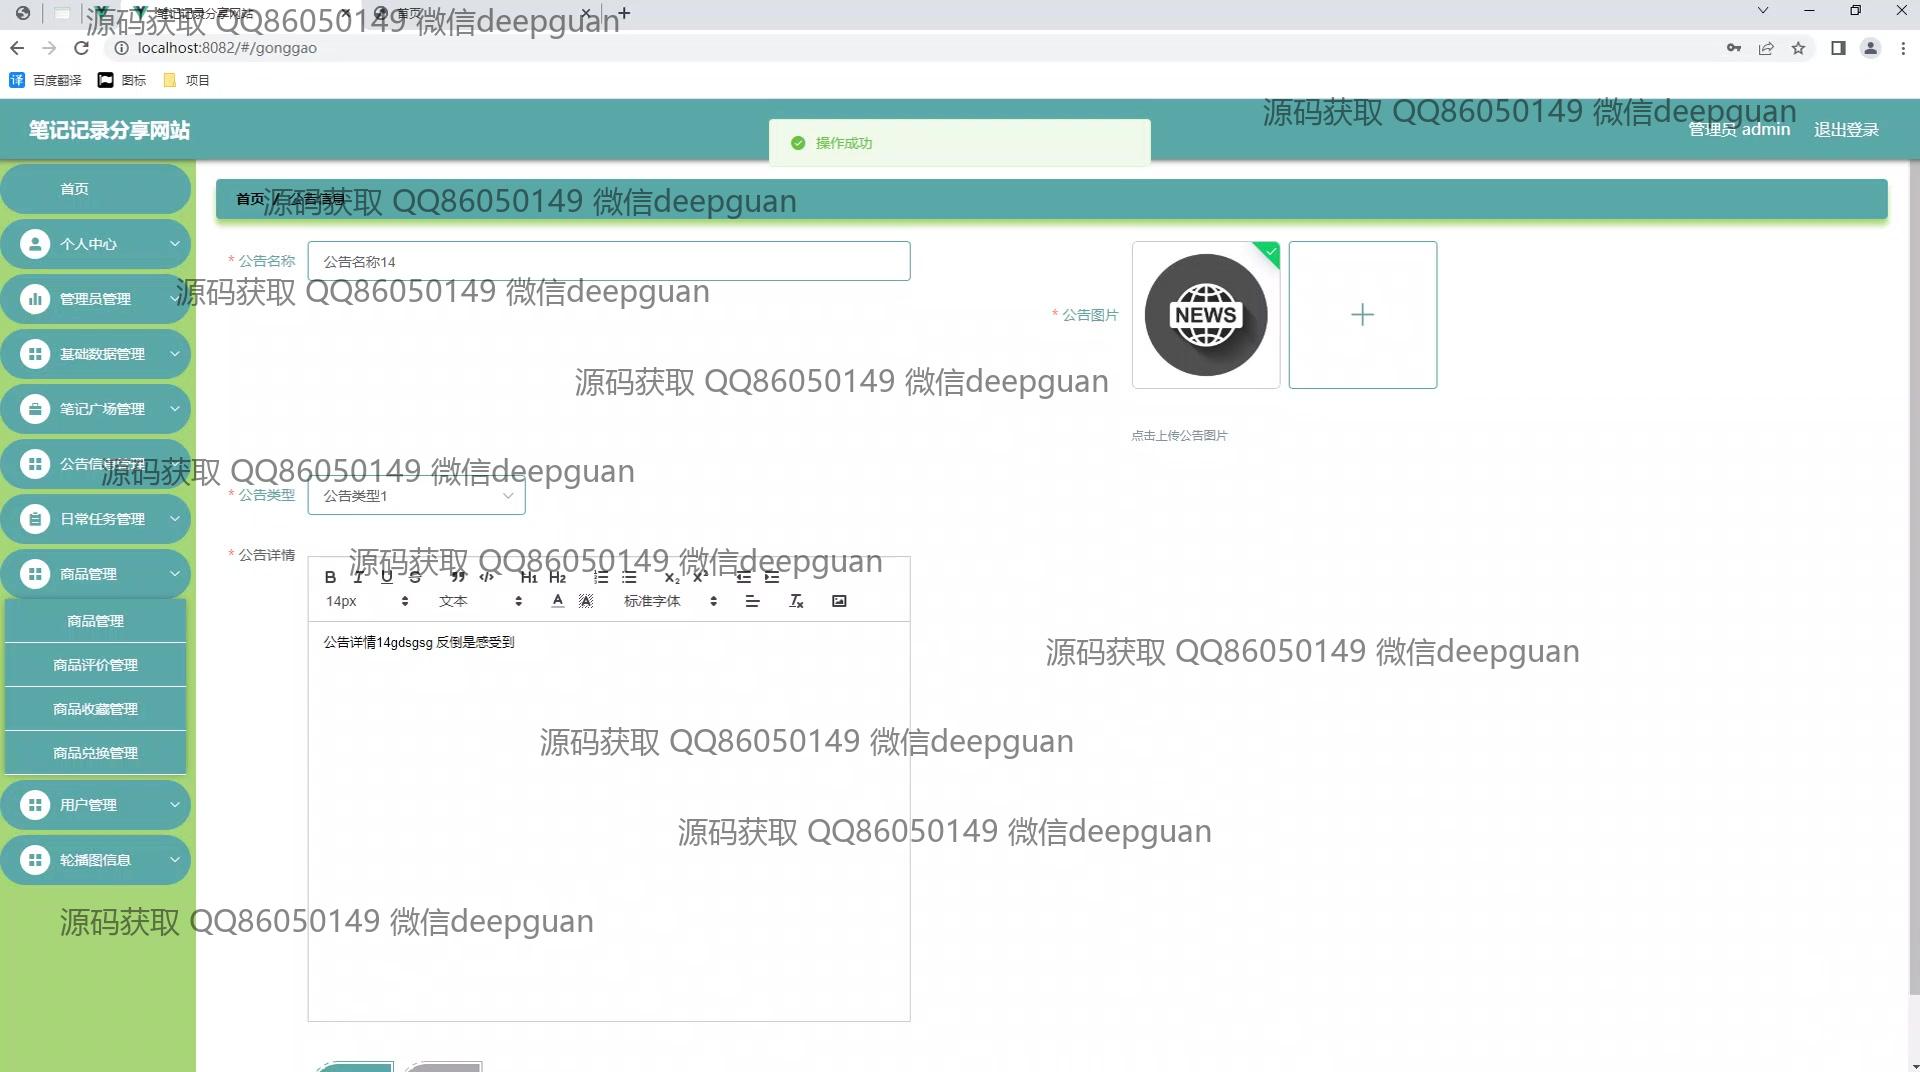 笔记记录分享网站
首页
源码获取 QQ86050149 微信deepguan
localhost:8082/#/gonggao
百度翻译
图标
项目
笔记记录分享网站
操作成功
源码获取 QQ86050149 微信deepguan
管理员 admin
退出登录
首页
首页 / 公告信息
源码获取 QQ86050149 微信deepguan
个人中心
* 公告名称
公告名称14
管理员管理
源码获取 QQ86050149 微信deepguan
* 公告图片
NEWS
基础数据管理
源码获取 QQ86050149 微信deepguan
笔记广场管理
点击上传公告图片
公告信息管理
源码获取 QQ86050149 微信deepguan
* 公告类型
公告类型1
日常任务管理
* 公告详情
源码获取 QQ86050149 微信deepguan
商品管理
B I U S H1 H2 X2 X2
14px 文本 A A 标准字体 Tx
商品管理
公告详情14gdsgsg 反倒是感受到
源码获取 QQ86050149 微信deepguan
商品评价管理
商品收藏管理
商品兑换管理
源码获取 QQ86050149 微信deepguan
用户管理
源码获取 QQ86050149 微信deepguan
轮播图信息
源码获取 QQ86050149 微信deepguan